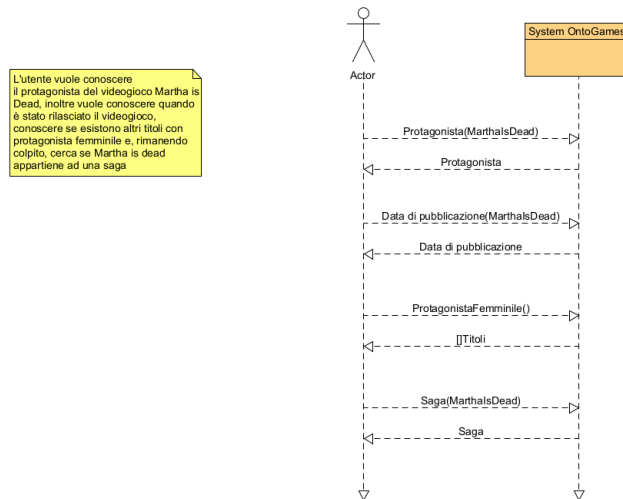 System OntoGames
Actor
L'utente vuole conoscere
il protagonista del videogioco Martha is
Dead, inoltre vuole conoscere quando
è stato rilasciato il videogioco,
conoscere se esistono altri titoli con
protagonista femminile e, rimanendo
colpito, cerca se Martha is dead
appartiene ad una saga
Protagonista(MarthaIsDead)
Protagonista
Data di pubblicazione(MarthaIsDead)
Data di pubblicazione
ProtagonistaFemminile()
[]Titoli
Saga(MarthaIsDead)
Saga